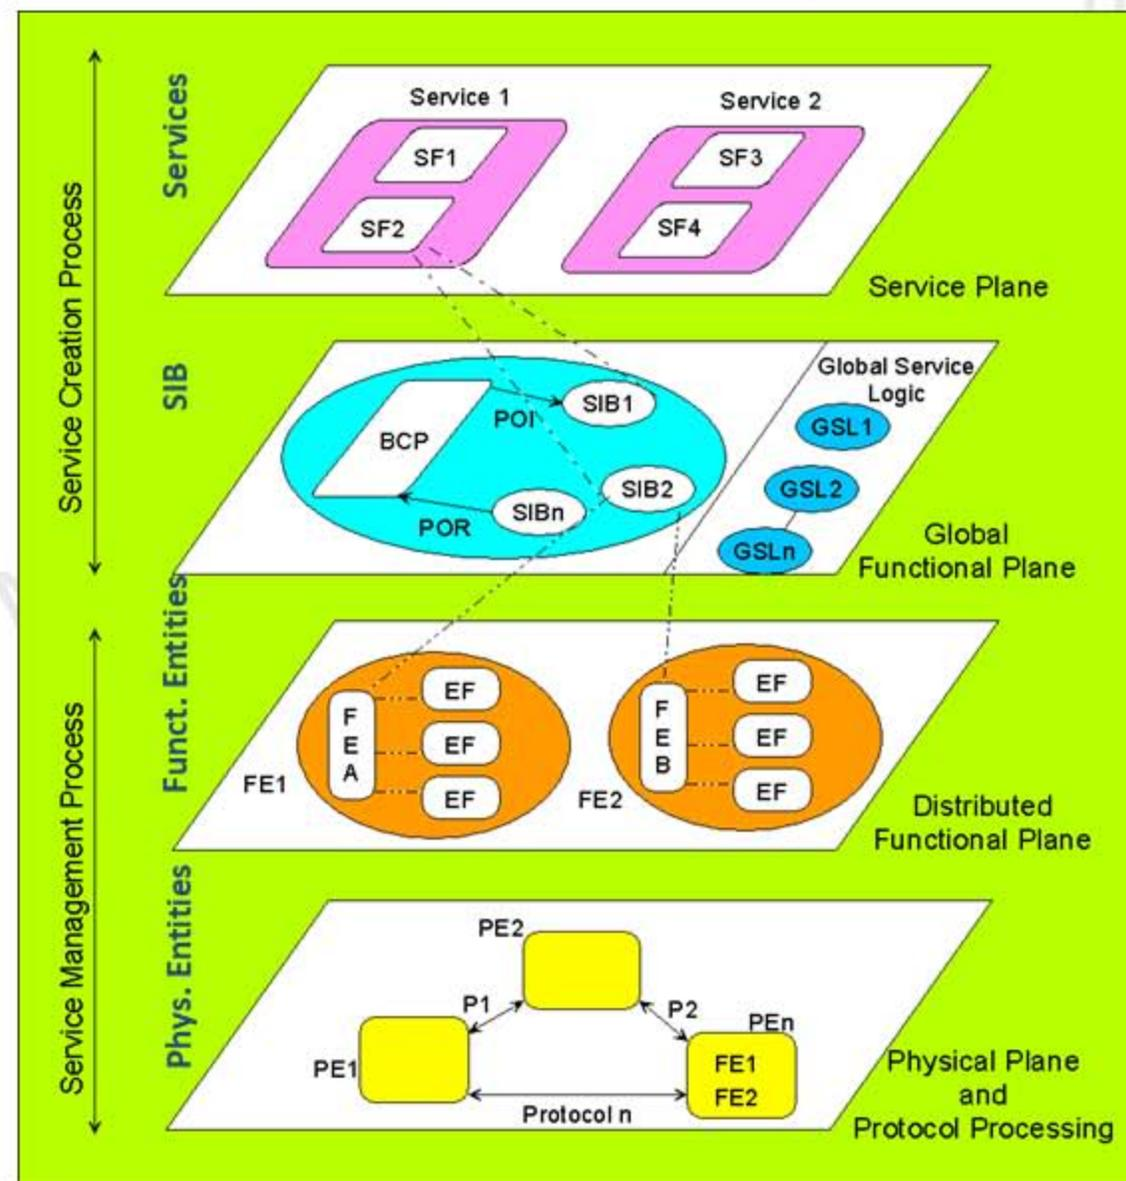 Service Creation Process
Services
Service 1
Service 2
SF1
SF2
SF3
SF4
Service Plane
SIB
BCP
POI
SIB1
SIB2
SIBn
POR
Global Service
Logic
GSL1
GSL2
GSLn
Global
Functional Plane
Service Management Process
Funct. Entities
FE1
F
E
A
EF
EF
EF
FE2
F
E
B
EF
EF
EF
Distributed
Functional Plane
Phys. Entities
PE2
P1
P2
PE1
PEn
FE1
FE2
Protocol n
Physical Plane
and
Protocol Processing